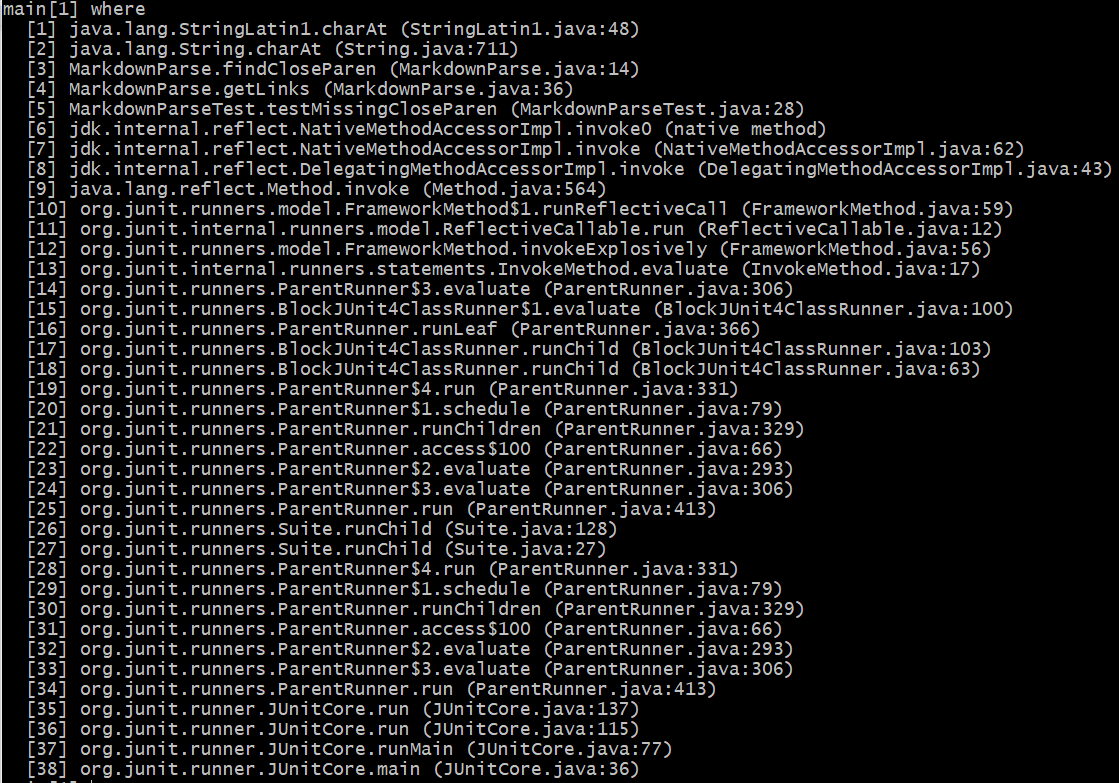 main[1] where
  [1] java.lang.StringLatin1.charAt (StringLatin1.java:48)
  [2] java.lang.String.charAt (String.java:711)
  [3] MarkdownParse.findCloseParen (MarkdownParse.java:14)
  [4] MarkdownParse.getLinks (MarkdownParse.java:36)
  [5] MarkdownParseTest.testMissingCloseParen (MarkdownParseTest.java:28)
  [6] jdk.internal.reflect.NativeMethodAccessorImpl.invoke0 (native method)
  [7] jdk.internal.reflect.NativeMethodAccessorImpl.invoke (NativeMethodAccessorImpl.java:62)
  [8] jdk.internal.reflect.DelegatingMethodAccessorImpl.invoke (DelegatingMethodAccessorImpl.java:43)
  [9] java.lang.reflect.Method.invoke (Method.java:564)
  [10] org.junit.runners.model.FrameworkMethod$1.runReflectiveCall (FrameworkMethod.java:59)
  [11] org.junit.internal.runners.model.ReflectiveCallable.run (ReflectiveCallable.java:12)
  [12] org.junit.runners.model.FrameworkMethod.invokeExplosively (FrameworkMethod.java:56)
  [13] org.junit.internal.runners.statements.InvokeMethod.evaluate (InvokeMethod.java:17)
  [14] org.junit.runners.ParentRunner$3.evaluate (ParentRunner.java:306)
  [15] org.junit.runners.BlockJUnit4ClassRunner$1.evaluate (BlockJUnit4ClassRunner.java:100)
  [16] org.junit.runners.ParentRunner.runLeaf (ParentRunner.java:366)
  [17] org.junit.runners.BlockJUnit4ClassRunner.runChild (BlockJUnit4ClassRunner.java:103)
  [18] org.junit.runners.BlockJUnit4ClassRunner.runChild (BlockJUnit4ClassRunner.java:63)
  [19] org.junit.runners.ParentRunner$4.run (ParentRunner.java:331)
  [20] org.junit.runners.ParentRunner$1.schedule (ParentRunner.java:79)
  [21] org.junit.runners.ParentRunner.runChildren (ParentRunner.java:329)
  [22] org.junit.runners.ParentRunner.access$100 (ParentRunner.java:66)
  [23] org.junit.runners.ParentRunner$2.evaluate (ParentRunner.java:293)
  [24] org.junit.runners.ParentRunner$3.evaluate (ParentRunner.java:306)
  [25] org.junit.runners.ParentRunner.run (ParentRunner.java:413)
  [26] org.junit.runners.Suite.runChild (Suite.java:128)
  [27] org.junit.runners.Suite.runChild (Suite.java:27)
  [28] org.junit.runners.ParentRunner$4.run (ParentRunner.java:331)
  [29] org.junit.runners.ParentRunner$1.schedule (ParentRunner.java:79)
  [30] org.junit.runners.ParentRunner.runChildren (ParentRunner.java:329)
  [31] org.junit.runners.ParentRunner.access$100 (ParentRunner.java:66)
  [32] org.junit.runners.ParentRunner$2.evaluate (ParentRunner.java:293)
  [33] org.junit.runners.ParentRunner$3.evaluate (ParentRunner.java:306)
  [34] org.junit.runners.ParentRunner.run (ParentRunner.java:413)
  [35] org.junit.runner.JUnitCore.run (JUnitCore.java:137)
  [36] org.junit.runner.JUnitCore.run (JUnitCore.java:115)
  [37] org.junit.runner.JUnitCore.runMain (JUnitCore.java:77)
  [38] org.junit.runner.JUnitCore.main (JUnitCore.java:36)